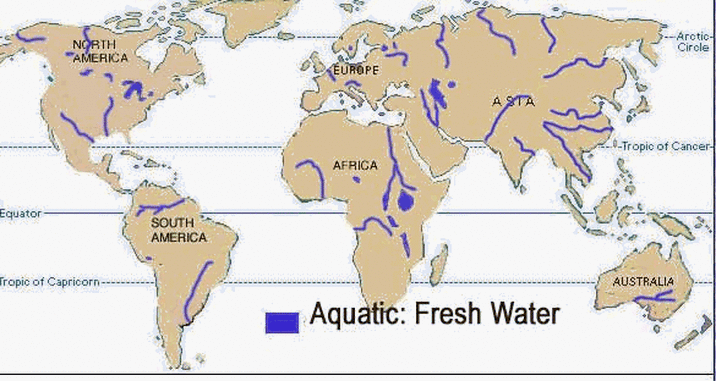 Arctic
Circle
NORTH
AMERICA
EUROPE
ASIA
Tropic of Cancer
AFRICA
Equator
SOUTH
AMERICA
Tropic of Capricorn
AUSTRALIA
Aquatic: Fresh Water